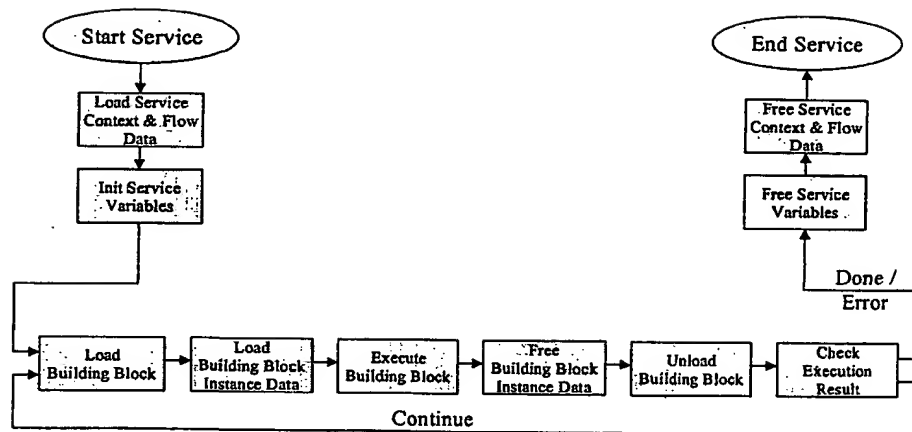 Start Service
Load Service
Context & Flow
Data
Init Service
Variables
End Service
Free Service
Context & Flow
Data
Free Service
Variables
Done /
Error
Load
Building Block
Load
Building Block
Instance Data
Execute
Building Block
Free
Building Block
Instance Data
Unload
Building Block
Check
Execution
Result
Continue